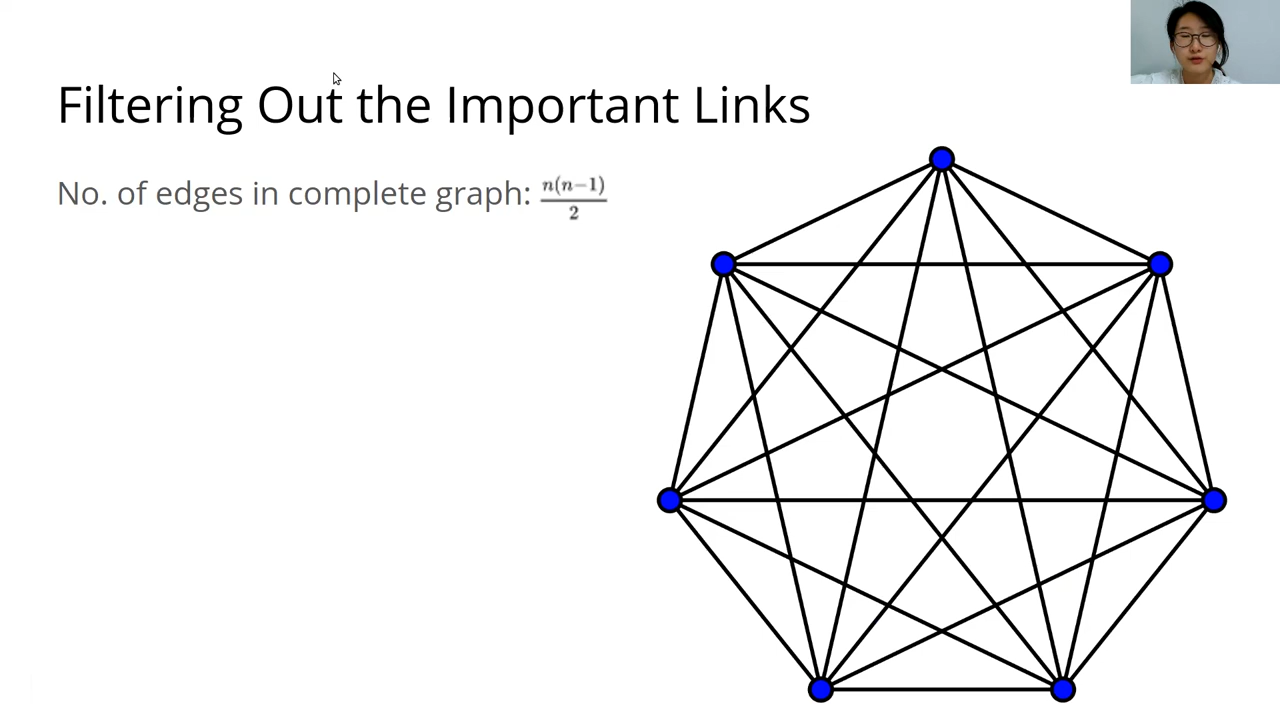 Filtering Out the Important Links
No. of edges in complete graph: n(n−1)/2